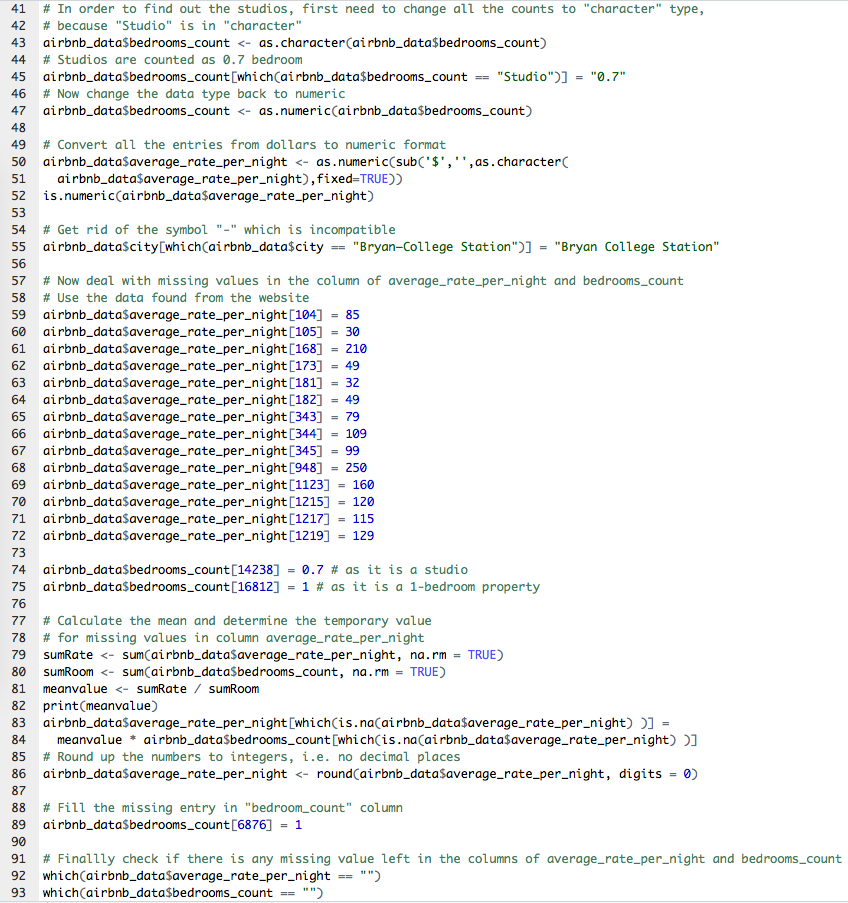 41 # In order to find out the studios, first need to change all the counts to "character" type,
42 # because "Studio" is in "character"
43 airbnb_data$bedrooms_count <- as.character(airbnb_data$bedrooms_count)
44 # Studios are counted as 0.7 bedroom
45 airbnb_data$bedrooms_count[which(airbnb_data$bedrooms_count == "Studio")] = "0.7"
46 # Now change the data type back to numeric
47 airbnb_data$bedrooms_count <- as.numeric(airbnb_data$bedrooms_count)
48
49 # Convert all the entries from dollars to numeric format
50 airbnb_data$average_rate_per_night <- as.numeric(sub('$','',as.character(
51   airbnb_data$average_rate_per_night),fixed=TRUE))
52 is.numeric(airbnb_data$average_rate_per_night)
53
54 # Get rid of the symbol "-" which is incompatible
55 airbnb_data$city[which(airbnb_data$city == "Bryan–College Station")] = "Bryan College Station"
56
57 # Now deal with missing values in the column of average_rate_per_night and bedrooms_count
58 # Use the data found from the website
59 airbnb_data$average_rate_per_night[104] = 85
60 airbnb_data$average_rate_per_night[105] = 30
61 airbnb_data$average_rate_per_night[168] = 210
62 airbnb_data$average_rate_per_night[173] = 49
63 airbnb_data$average_rate_per_night[181] = 32
64 airbnb_data$average_rate_per_night[182] = 49
65 airbnb_data$average_rate_per_night[343] = 79
66 airbnb_data$average_rate_per_night[344] = 109
67 airbnb_data$average_rate_per_night[345] = 99
68 airbnb_data$average_rate_per_night[948] = 250
69 airbnb_data$average_rate_per_night[1123] = 160
70 airbnb_data$average_rate_per_night[1215] = 120
71 airbnb_data$average_rate_per_night[1217] = 115
72 airbnb_data$average_rate_per_night[1219] = 129
73
74 airbnb_data$bedrooms_count[14238] = 0.7 # as it is a studio
75 airbnb_data$bedrooms_count[16812] = 1 # as it is a 1-bedroom property
76
77 # Calculate the mean and determine the temporary value
78 # for missing values in column average_rate_per_night
79 sumRate <- sum(airbnb_data$average_rate_per_night, na.rm = TRUE)
80 sumRoom <- sum(airbnb_data$bedrooms_count, na.rm = TRUE)
81 meanvalue <- sumRate / sumRoom
82 print(meanvalue)
83 airbnb_data$average_rate_per_night[which(is.na(airbnb_data$average_rate_per_night) )] =
84   meanvalue * airbnb_data$bedrooms_count[which(is.na(airbnb_data$average_rate_per_night) )]
85 # Round up the numbers to integers, i.e. no decimal places
86 airbnb_data$average_rate_per_night <- round(airbnb_data$average_rate_per_night, digits = 0)
87
88 # Fill the missing entry in "bedroom_count" column
89 airbnb_data$bedrooms_count[6876] = 1
90
91 # Finallly check if there is any missing value left in the columns of average_rate_per_night and bedrooms_count
92 which(airbnb_data$average_rate_per_night == "")
93 which(airbnb_data$bedrooms_count == "")